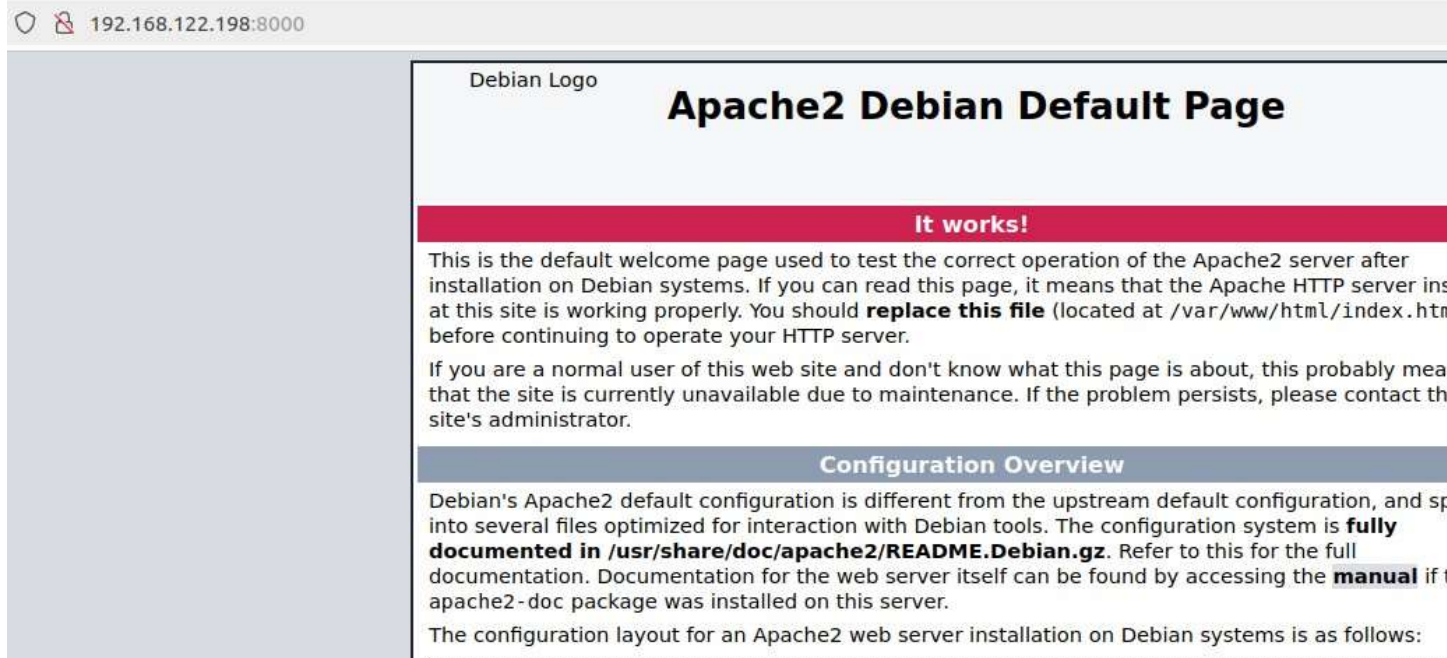 192.168.122.198:8000
Debian Logo
Apache2 Debian Default Page
It works!
This is the default welcome page used to test the correct operation of the Apache2 server after
installation on Debian systems. If you can read this page, it means that the Apache HTTP server ins
at this site is working properly. You should replace this file (located at /var/www/html/index.htm
before continuing to operate your HTTP server.
If you are a normal user of this web site and don't know what this page is about, this probably mea
that the site is currently unavailable due to maintenance. If the problem persists, please contact th
site's administrator.
Configuration Overview
Debian's Apache2 default configuration is different from the upstream default configuration, and sp
into several files optimized for interaction with Debian tools. The configuration system is fully
documented in /usr/share/doc/apache2/README.Debian.gz. Refer to this for the full
documentation. Documentation for the web server itself can be found by accessing the manual if t
apache2-doc package was installed on this server.
The configuration layout for an Apache2 web server installation on Debian systems is as follows: